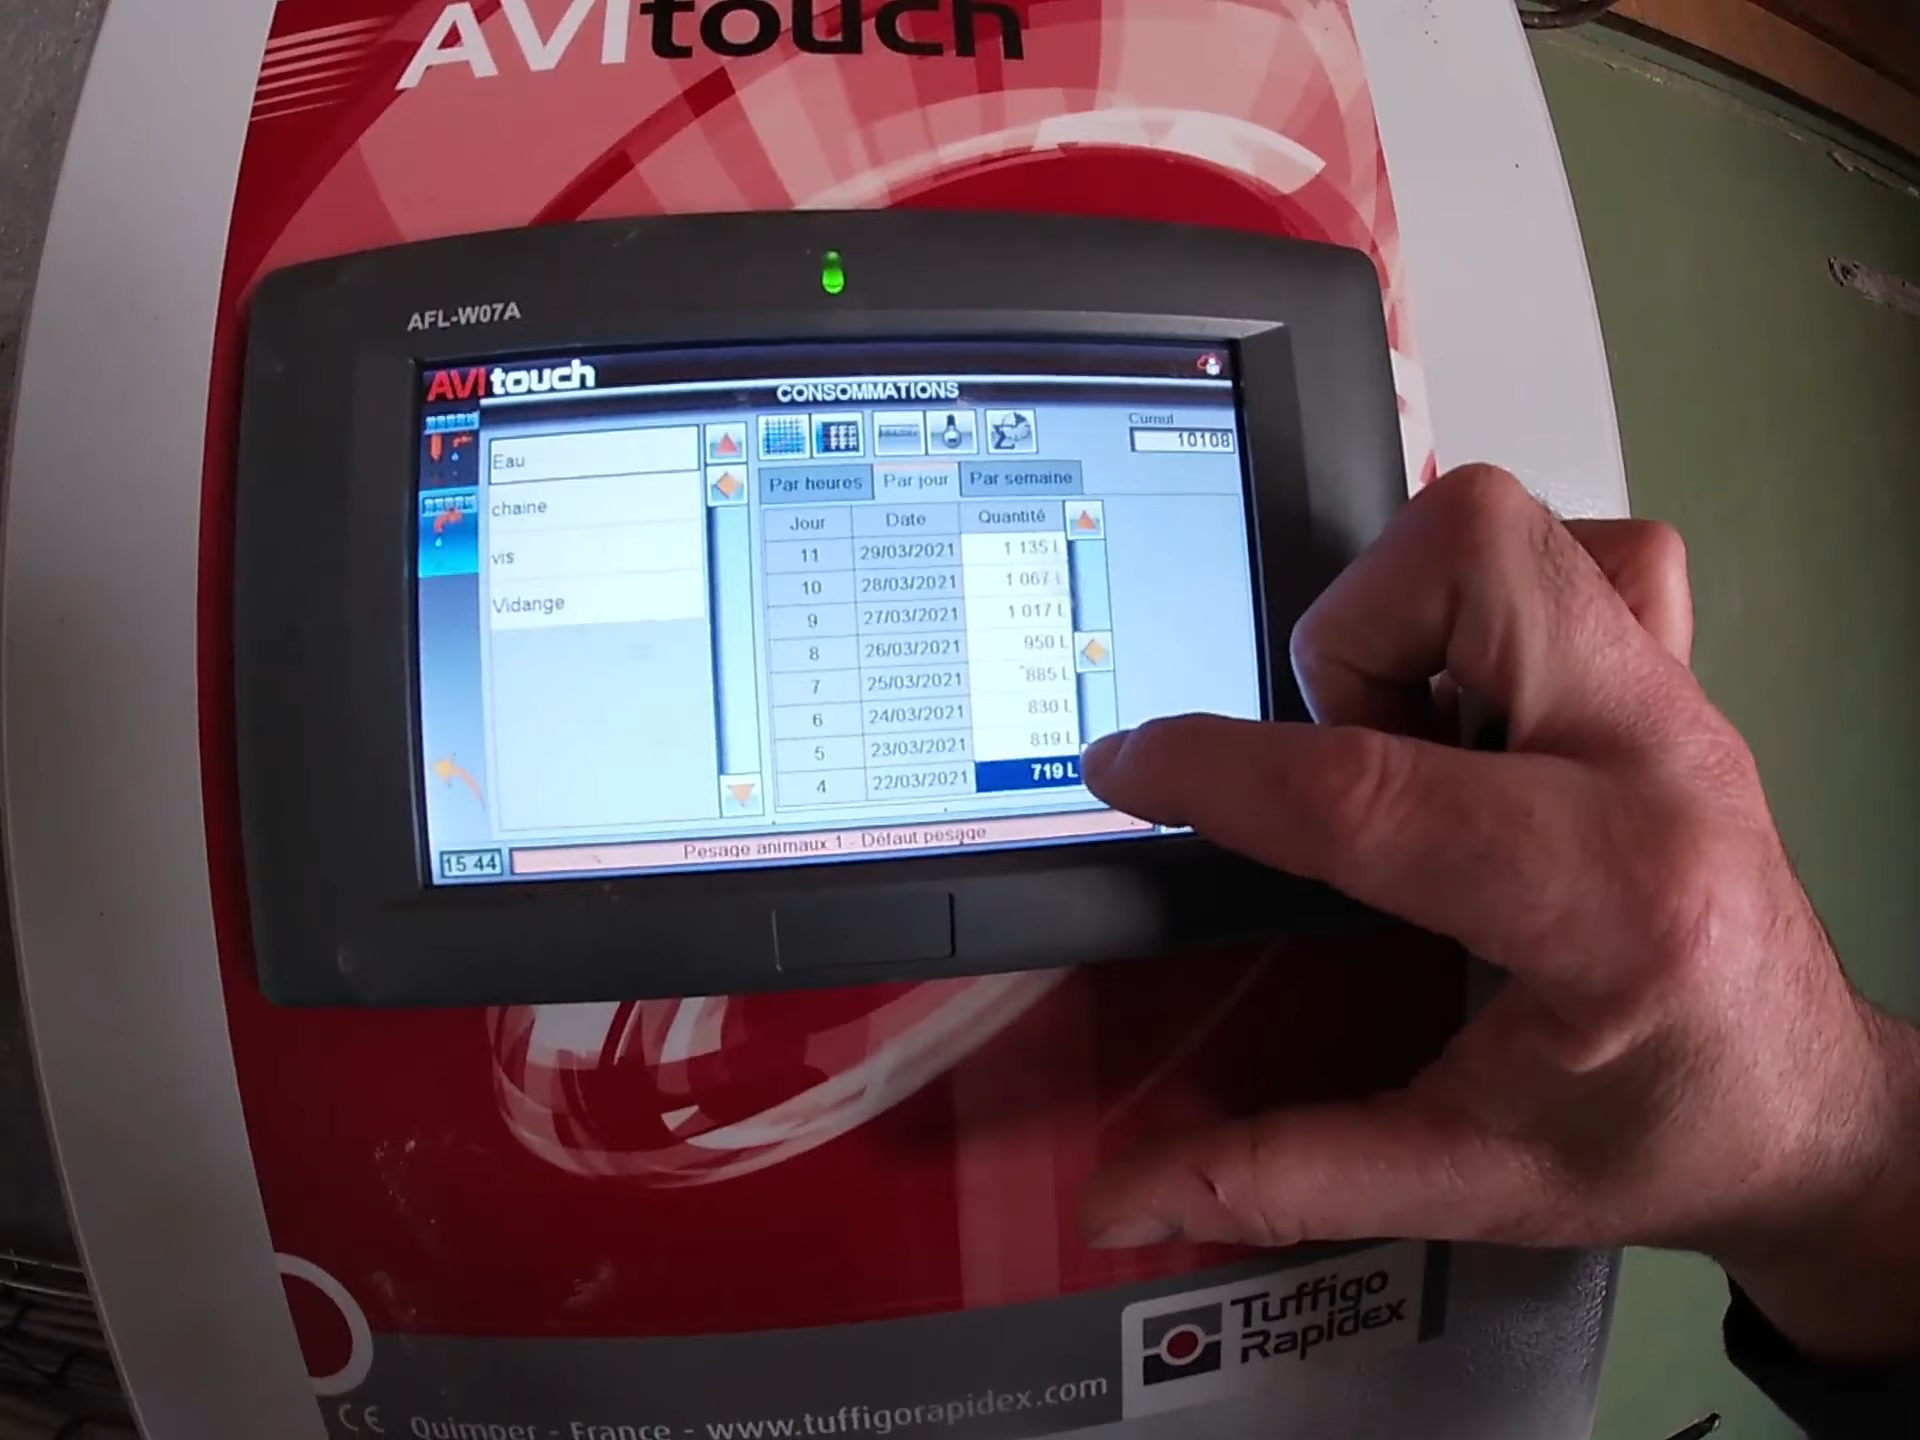 AVItouch
AFL-W07A
AVItouch
CONSOMMATIONS
Cumul
10108
Eau
chaine
vis
Vidange
Par heures Par jour Par semaine
Jour Date Quantité
11 29/03/2021 1 135 L
10 28/03/2021 1 067 L
9 27/03/2021 1 017 L
8 26/03/2021 950 L
7 25/03/2021 885 L
6 24/03/2021 830 L
5 23/03/2021 819 L
4 22/03/2021 719 L
15 44 Pesage animaux 1 - Défaut pesage
Tuffigo
Rapidex
CE Quimper - France - www.tuffigorapidex.com